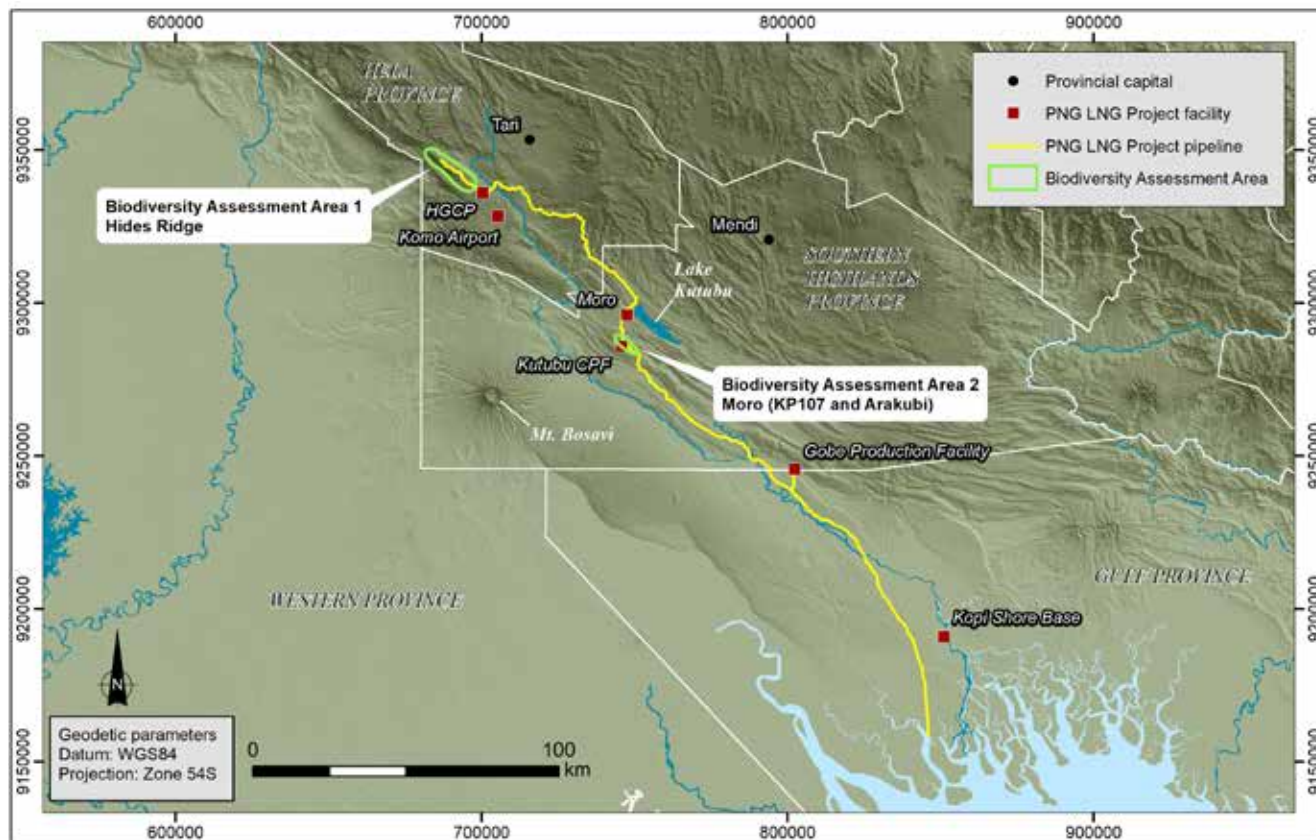 600000
700000
800000
900000
Provincial capital
PNG LNG Project facility
PNG LNG Project pipeline
Biodiversity Assessment Area
HELA
PROVINCE
Tari
9350000
9350000
Biodiversity Assessment Area 1
Hides Ridge
HGCP
Komo Airport
Mendi
SOUTHERN
HIGHLANDS
PROVINCE
Lake
Kutubu
9300000
9300000
Moro
Kutubu CPF
Biodiversity Assessment Area 2
Moro (KP107 and Arakubi)
Mt. Bosavi
Gobe Production Facility
9250000
9250000
WESTERN PROVINCE
GULF PROVINCE
9200000
9200000
Kopi Shore Base
N
Geodetic parameters
Datum: WGS84
Projection: Zone 54S
0
100
km
9150000
9150000
600000
700000
800000
900000